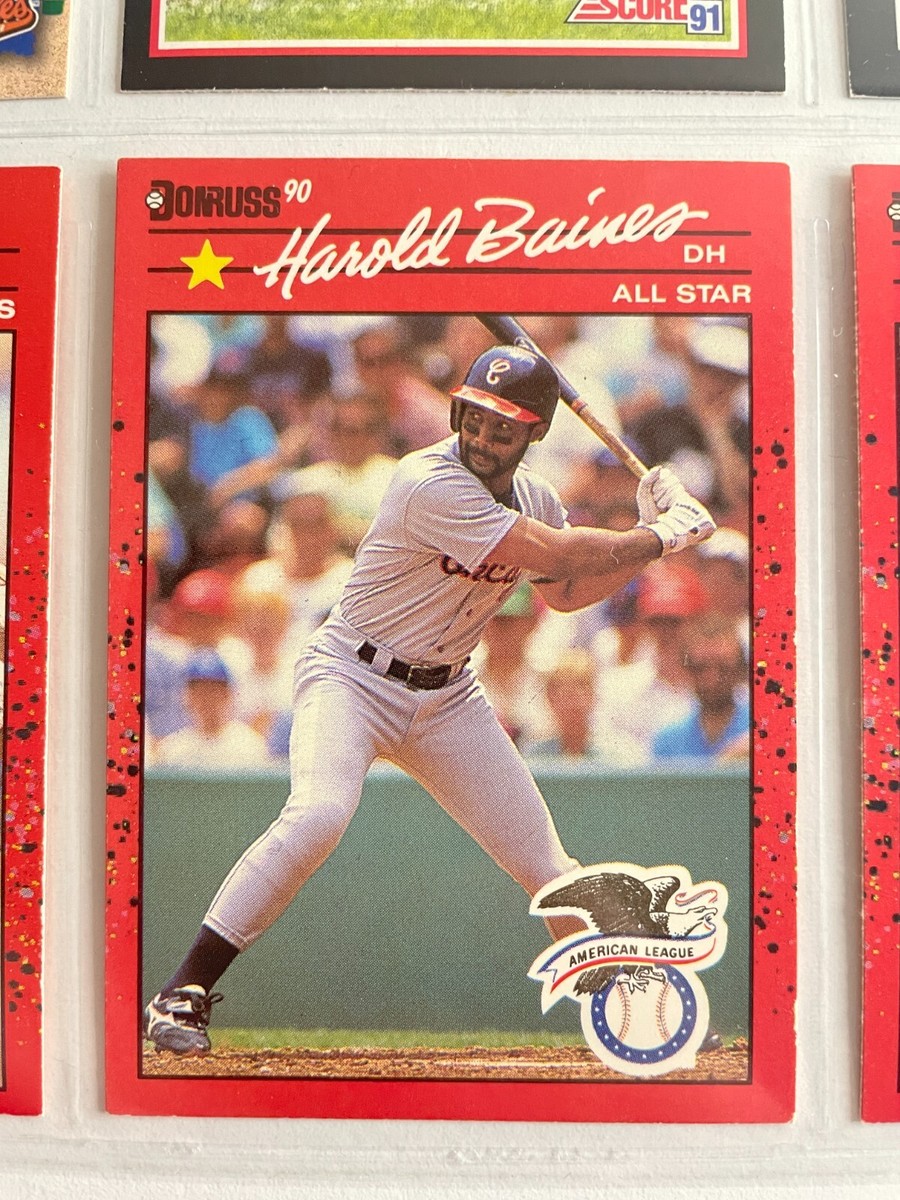 SCORE 91
DONRUSS 90
Harold Baines
DH
ALL STAR
S
C
AMERICAN LEAGUE